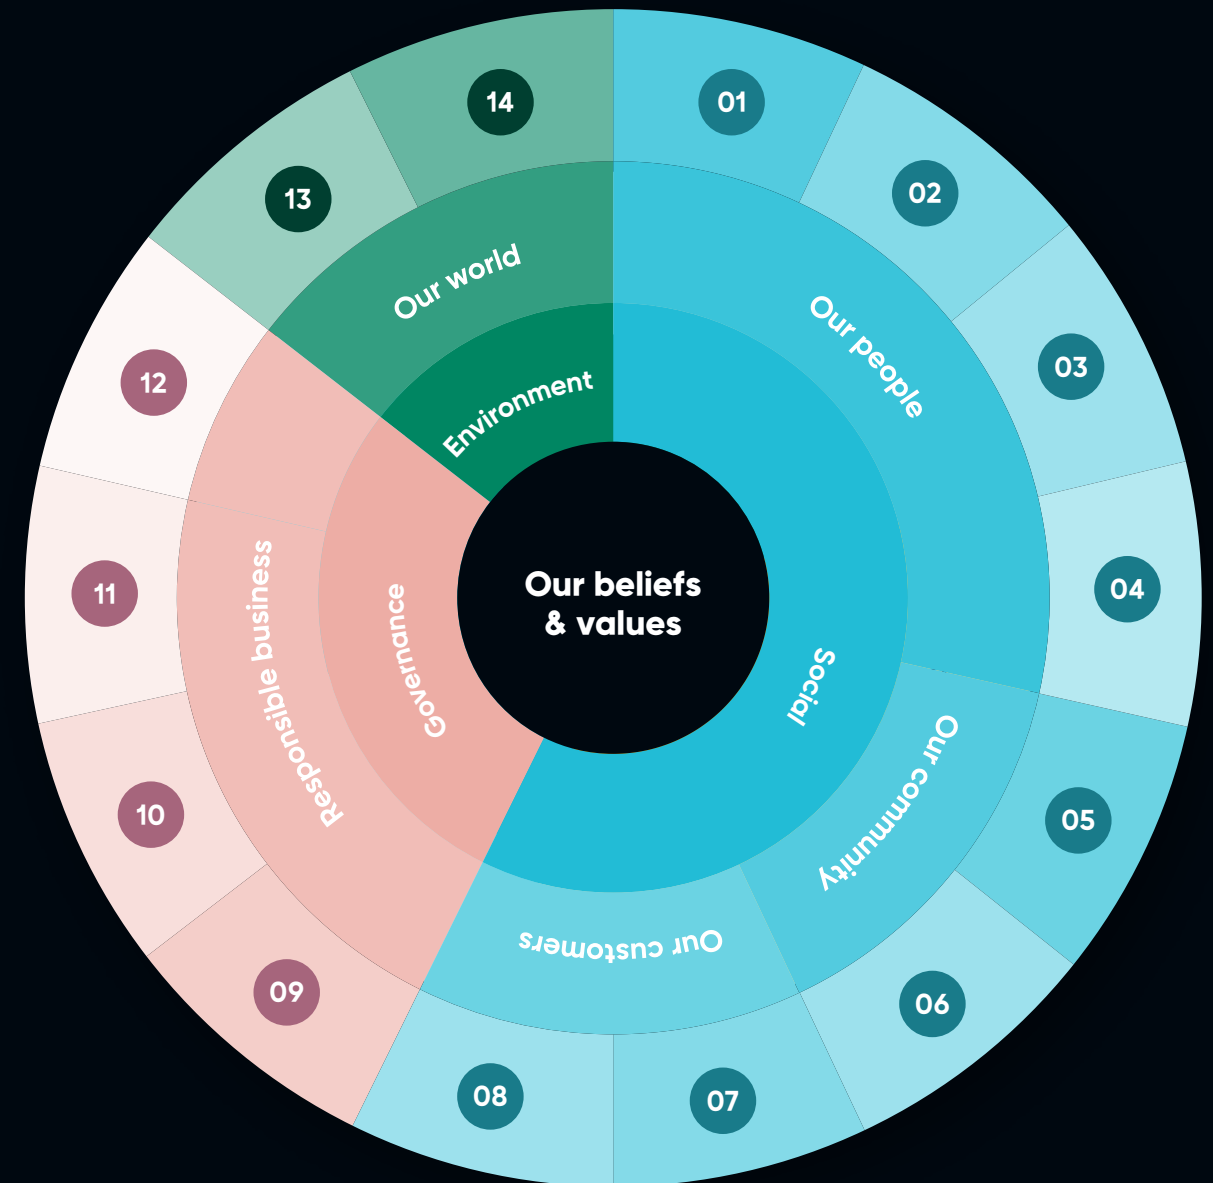 Our beliefs
& values
Environment
Social
Governance
Our world
Our people
Our community
Our customers
Responsible business
01
02
03
04
05
06
07
08
09
10
11
12
13
14